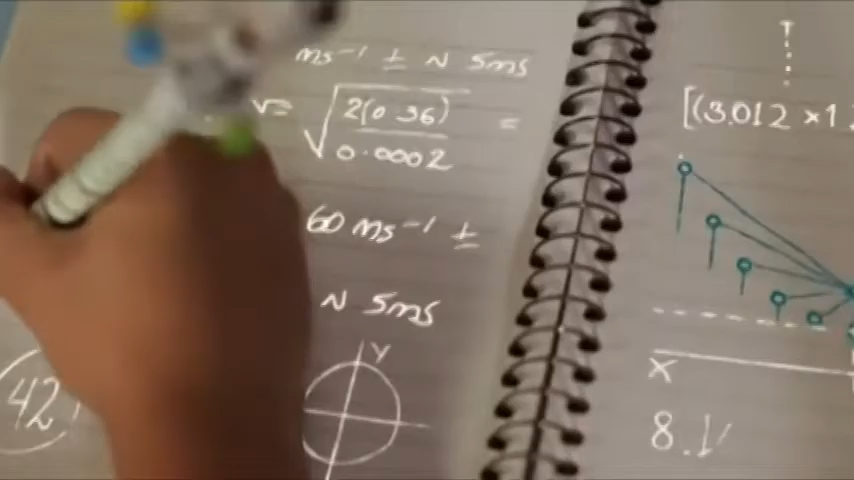 ms⁻¹ ± N 5ms
v= √ 2(0 36) =
0.0002
60 ms⁻¹ ±
N 5ms
Y
42
[(3.012 ×1
X
8.1